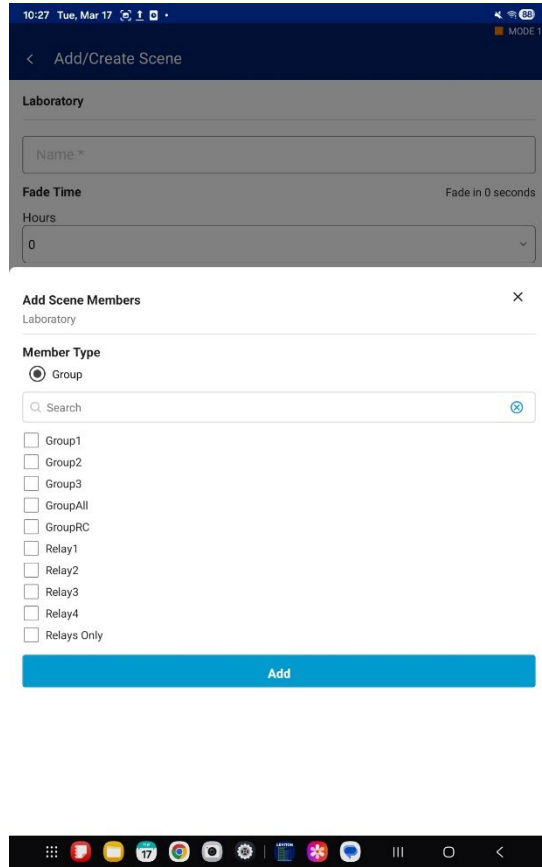 10:27 Tue, Mar 17
88
MODE 1
Add/Create Scene
Laboratory
Name *
Fade Time
Fade in 0 seconds
Hours
0
Add Scene Members
Laboratory
Member Type
Group
Search
Group1
Group2
Group3
GroupAll
GroupRC
Relay1
Relay2
Relay3
Relay4
Relays Only
Add
17
LEVITON